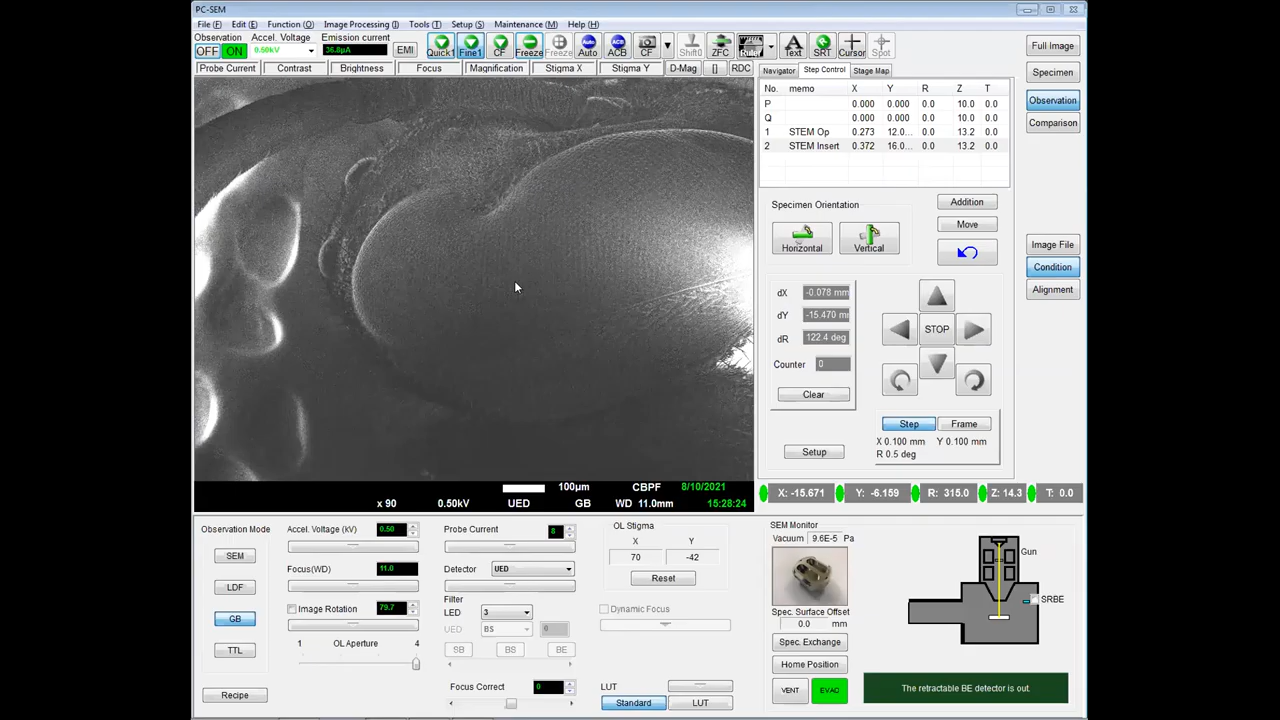 PC-SEM
File (F) Edit (E) Function (O) Image Processing (I) Tools (T) Setup (S) Maintenance (M) Help (H)
Observation Accel. Voltage Emission current
OFF ON 0.50kV 36.8µA EMI Quick1 Fine1 CF Freeze Freeze Auto ACB CF Shift0 ZFC Ruler Text SRT Cursor Spot
Full Image
Probe Current Contrast Brightness Focus Magnification Stigma X Stigma Y D-Mag [] RDC
Navigator Step Control Stage Map
Specimen
No. memo X Y R Z T
P 0.000 0.000 0.0 10.0 0.0
Observation
Q 0.000 0.000 0.0 10.0 0.0
Comparison
1 STEM Op 0.273 12.0... 0.0 13.2 0.0
2 STEM Insert 0.372 16.0... 0.0 13.2 0.0
Specimen Orientation
Addition
Move
Horizontal Vertical
Image File
Condition
Alignment
dX -0.078 mm
dY -15.470 m
dR 122.4 deg
STOP
Counter 0
Clear
Step Frame
X 0.100 mm Y 0.100 mm
R 0.5 deg
Setup
100µm CBPF 8/10/2021
x 90 0.50kV UED GB WD 11.0mm 15:28:24
X: -15.671 Y: -6.159 R: 315.0 Z: 14.3 T: 0.0
Observation Mode
SEM
LDF
GB
TTL
Recipe
Accel. Voltage (kV) 0.50
Focus(WD) 11.0
Image Rotation 79.7
1 OL Aperture 4
Probe Current 8
Detector UED
Filter
LED 3
UED BS 0
SB BS BE
Focus Correct 0
OL Stigma
X Y
70 -42
Reset
Dynamic Focus
LUT
Standard LUT
SEM Monitor
Vacuum 9.6E-5 Pa
Spec. Surface Offset
0.0 mm
Spec. Exchange
Home Position
VENT EVAC
Gun
SRBE
The retractable BE detector is out.